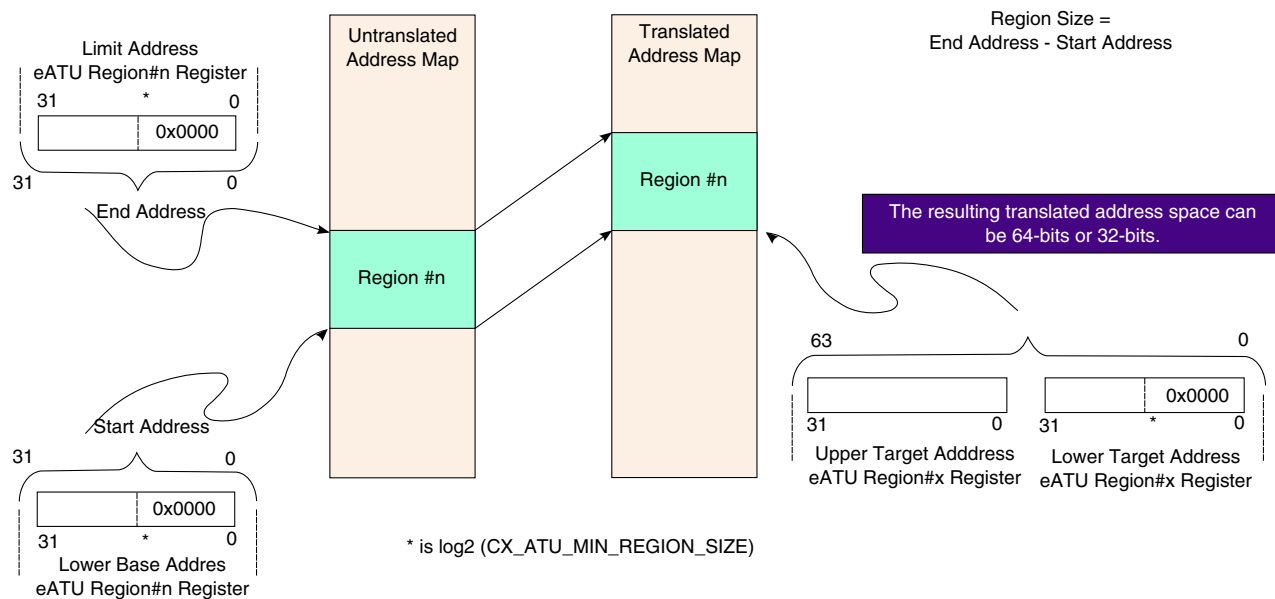 Limit Address
eATU Region#n Register
31 * 0
0x0000
31 0
End Address
Untranslated
Address Map
Region #n
Translated
Address Map
Region #n
Region Size =
End Address - Start Address
The resulting translated address space can
be 64-bits or 32-bits.
63 0
0x0000
31 0
31 * 0
Upper Target Adddress
eATU Region#x Register
Lower Target Address
eATU Region#x Register
Start Address
31 0
0x0000
31 * 0
Lower Base Addres
eATU Region#n Register
* is log2 (CX_ATU_MIN_REGION_SIZE)